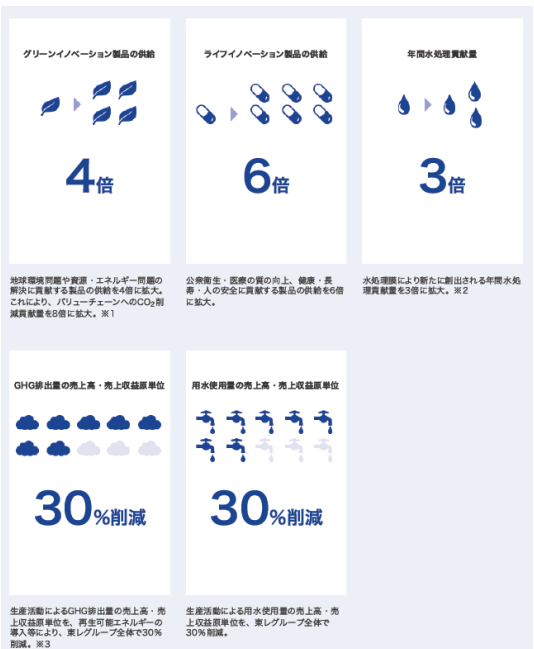 グリーンイノベーション製品の供給
4倍
地球環境問題や資源・エネルギー問題の
解決に貢献する製品の供給を4倍に拡大。
これにより、バリューチェーンへのCO₂削
減貢献量を8倍に拡大。※1
ライフイノベーション製品の供給
6倍
公衆衛生・医療の質の向上、健康・長
寿・人の安全に貢献する製品の供給を6倍
に拡大。
年間水処理貢献量
3倍
水処理膜により新たに創出される年間水処
理貢献量を3倍に拡大。※2
GHG排出量の売上高・売上収益原単位
30%削減
生産活動によるGHG排出量の売上高・売
上収益原単位を、再生可能エネルギーの
導入等により、東レグループ全体で30%
削減。※3
用水使用量の売上高・売上収益原単位
30%削減
生産活動による用水使用量の売上高・売
上収益原単位を、東レグループ全体で
30%削減。